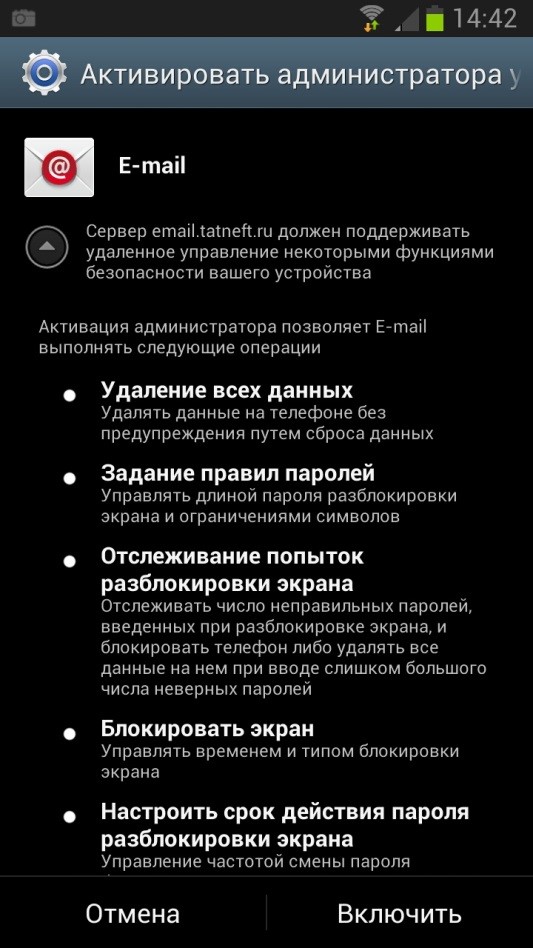 14:42
Активировать администратора у
E-mail
Сервер email.tatneft.ru должен поддерживать
удаленное управление некоторыми функциями
безопасности вашего устройства
Активация администратора позволяет E-mail
выполнять следующие операции
Удаление всех данных
Удалять данные на телефоне без
предупреждения путем сброса данных
Задание правил паролей
Управлять длиной пароля разблокировки
экрана и ограничениями символов
Отслеживание попыток
разблокировки экрана
Отслеживать число неправильных паролей,
введенных при разблокировке экрана, и
блокировать телефон либо удалять все
данные на нем при вводе слишком большого
числа неверных паролей
Блокировать экран
Управлять временем и типом блокировки
экрана
Настроить срок действия пароля
разблокировки экрана
Управление частотой смены пароля
Отмена
Включить